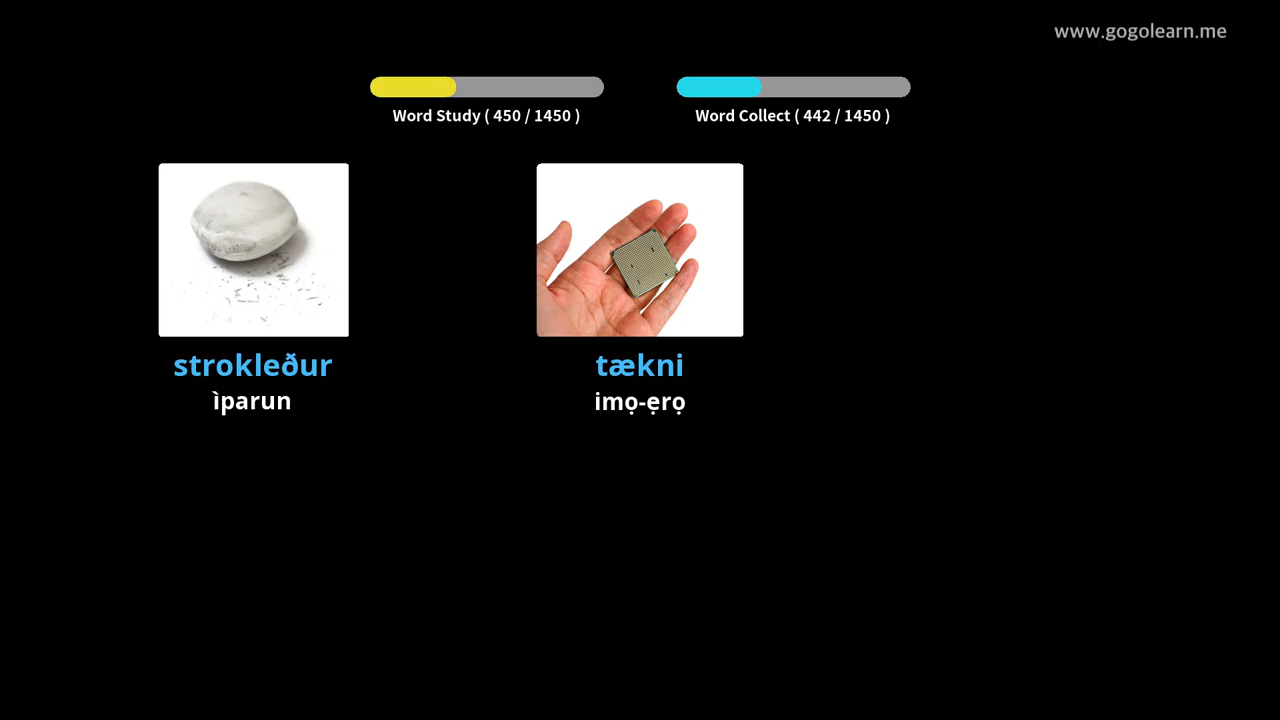 www.gogolearn.me
Word Study ( 450 / 1450 )
Word Collect ( 442 / 1450 )
strokleður
ìparun
tækni
imọ-ẹrọ